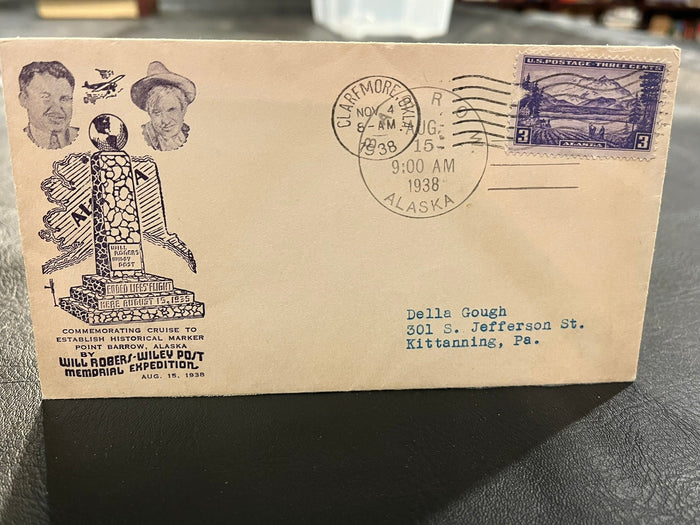 ALASKA
WILL
ROGERS
WILEY
POST
ENDED LIFES' FLIGHT
HERE AUGUST 15, 1935
COMMEMORATING CRUISE TO
ESTABLISH HISTORICAL MARKER
POINT BARROW, ALASKA
BY
WILL ROGERS-WILEY POST
MEMORIAL EXPEDITION
AUG. 15, 1938
CLAREMORE, OKLA.
NOV 4
8-AM
1938
AUG
15
9:00 AM
1938
ALASKA
U.S. POSTAGE-THREE CENTS
3 3
ALASKA
Della Gough
301 S. Jefferson St.
Kittanning, Pa.